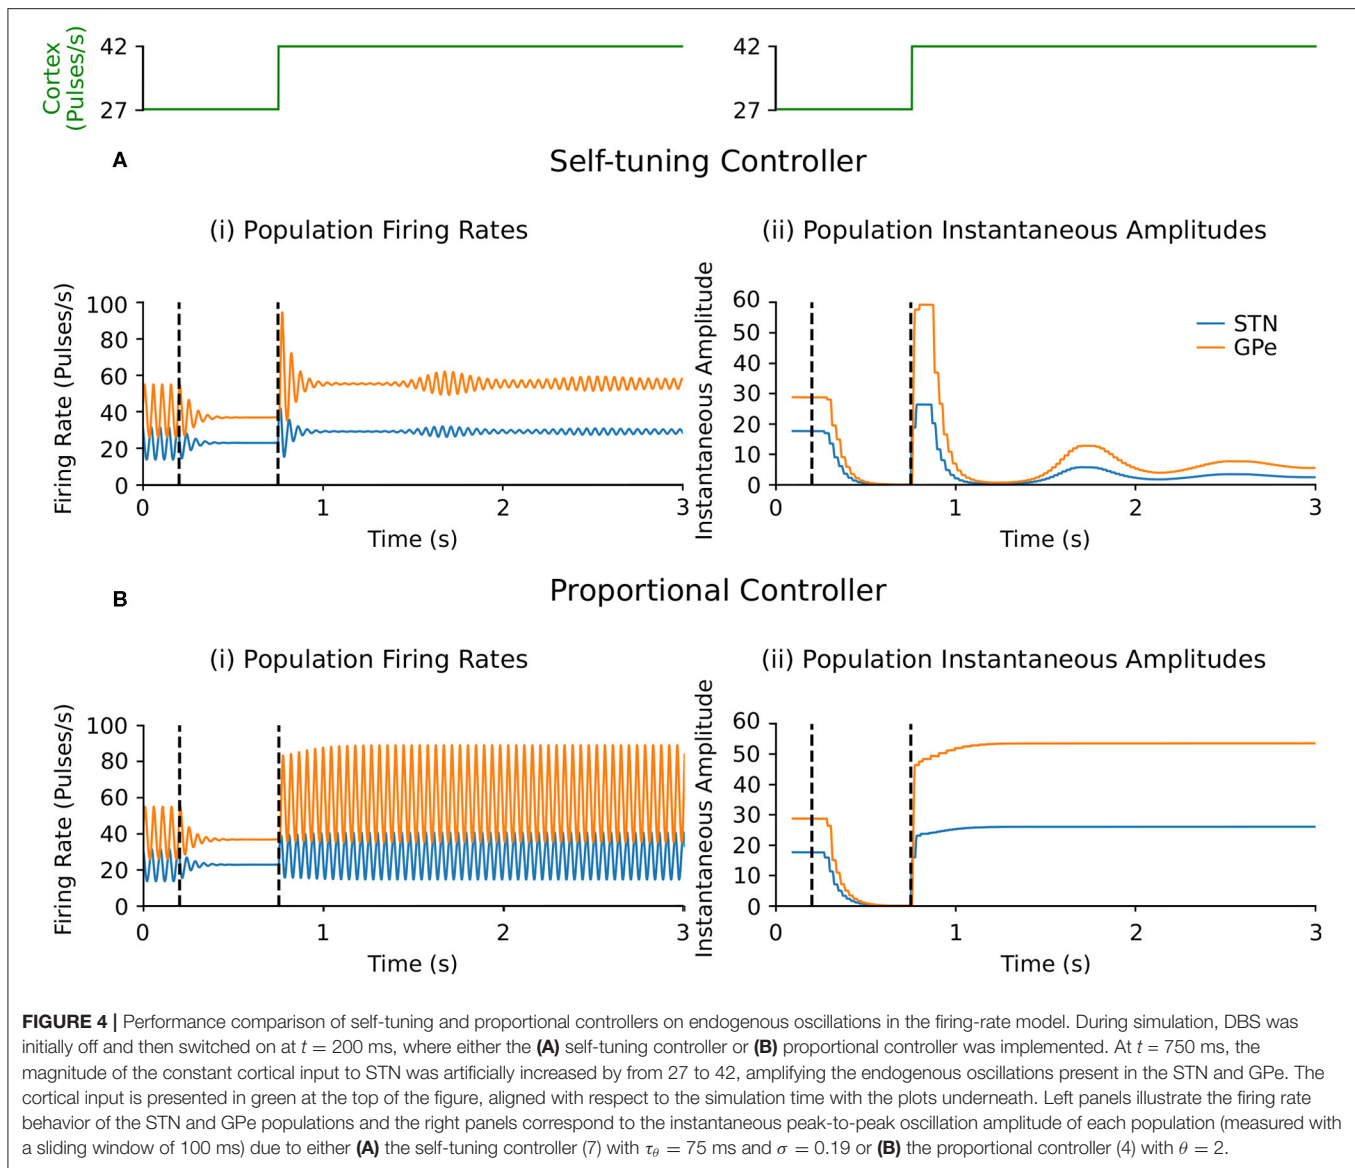 Cortex
(Pulses/s)
42
27
42
27
A
Self-tuning Controller
(i) Population Firing Rates
(ii) Population Instantaneous Amplitudes
Firing Rate (Pulses/s)
100
80
60
40
20
0
0
1
2
3
Time (s)
Instantaneous Amplitude
60
50
40
30
20
10
0
STN
GPe
0
1
2
3
Time (s)
B
Proportional Controller
(i) Population Firing Rates
(ii) Population Instantaneous Amplitudes
Firing Rate (Pulses/s)
100
80
60
40
20
0
0
1
2
3
Time (s)
Instantaneous Amplitude
60
50
40
30
20
10
0
0
1
2
3
Time (s)
FIGURE 4 | Performance comparison of self-tuning and proportional controllers on endogenous oscillations in the firing-rate model. During simulation, DBS was
initially off and then switched on at t = 200 ms, where either the (A) self-tuning controller or (B) proportional controller was implemented. At t = 750 ms, the
magnitude of the constant cortical input to STN was artificially increased by from 27 to 42, amplifying the endogenous oscillations present in the STN and GPe. The
cortical input is presented in green at the top of the figure, aligned with respect to the simulation time with the plots underneath. Left panels illustrate the firing rate
behavior of the STN and GPe populations and the right panels correspond to the instantaneous peak-to-peak oscillation amplitude of each population (measured with
a sliding window of 100 ms) due to either (A) the self-tuning controller (7) with τθ = 75 ms and σ = 0.19 or (B) the proportional controller (4) with θ = 2.